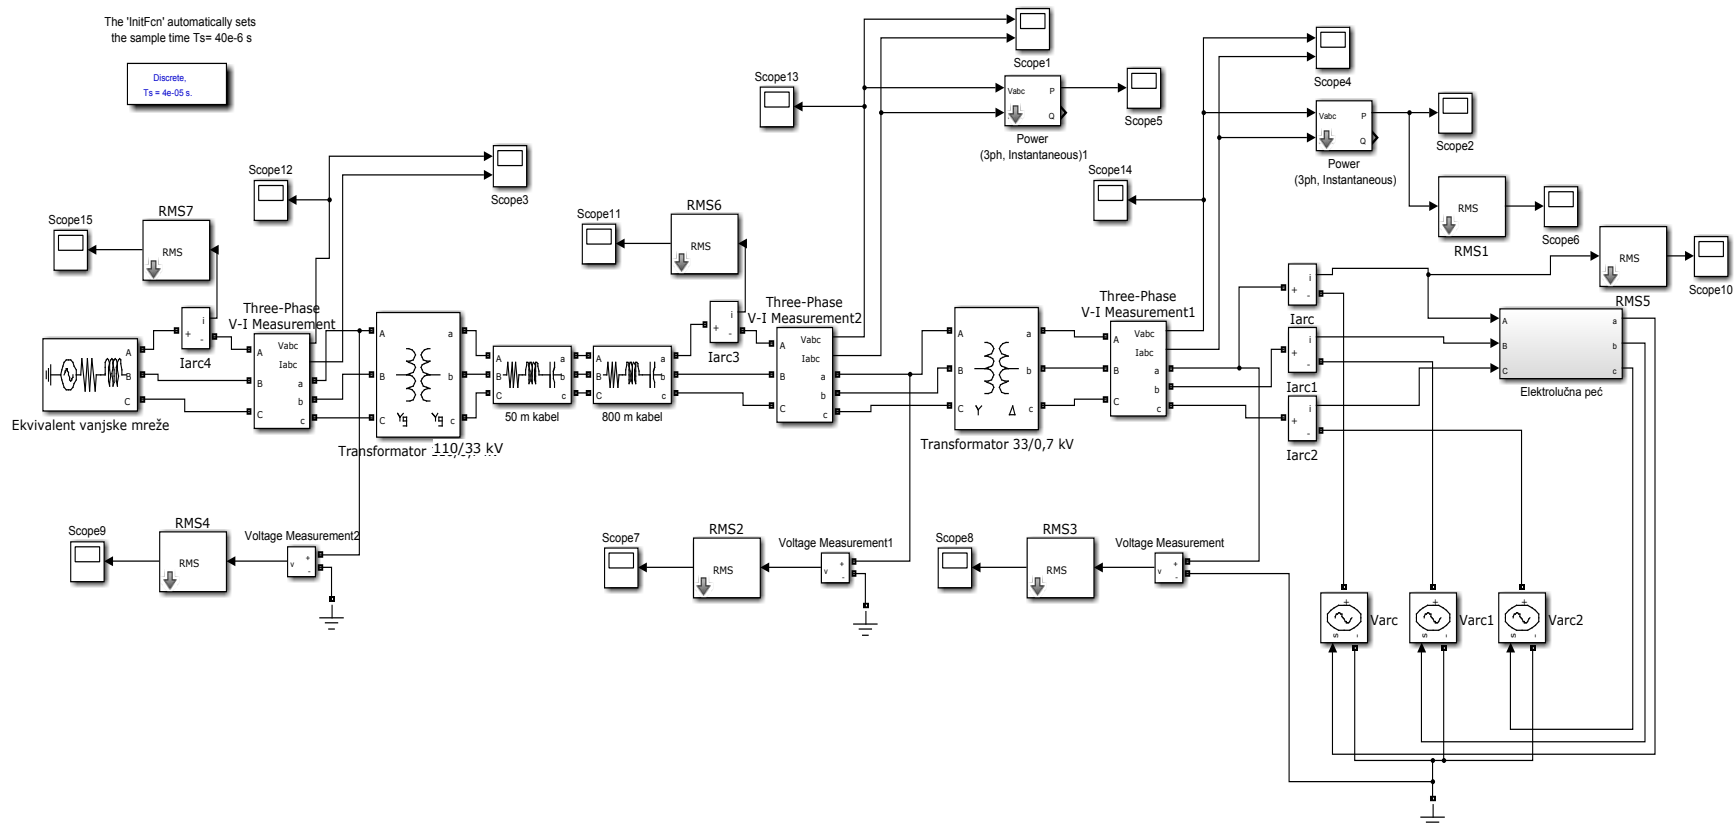 The 'InitFcn' automatically sets
the sample time Ts= 40e-6 s
Discrete,
Ts = 4e-05 s.
Scope1
Scope4
Scope13
Vabc
P
Q
Scope5
Power
(3ph, Instantaneous)1
Vabc
P
Q
Scope2
Power
(3ph, Instantaneous)
Scope12
Scope3
Scope14
Scope15
RMS7
RMS
Scope11
RMS6
RMS
RMS
RMS1
Scope6
RMS
RMS5
Scope10
A
B
C
Ekvivalent vanjske mreže
i
+
-
Iarc4
Three-Phase
V-I Measurement
Vabc
Iabc
A
a
B
b
C
c
A
a
B
b
C
c
Yg
Yg
Transformator 110/33 kV
A
a
B
b
C
c
50 m kabel
A
a
B
b
C
c
800 m kabel
i
+
-
Iarc3
Three-Phase
V-I Measurement2
Vabc
Iabc
A
a
B
b
C
c
A
a
B
b
C
c
Y
Δ
Transformator 33/0,7 kV
Three-Phase
V-I Measurement1
Vabc
Iabc
A
a
B
b
C
c
i
+
-
Iarc
i
+
-
Iarc1
i
+
-
Iarc2
A
a
B
b
C
c
Elektrolučna peć
Scope9
RMS4
RMS
Voltage Measurement2
+
v
-
Scope7
RMS2
RMS
Voltage Measurement1
+
v
-
Scope8
RMS3
RMS
Voltage Measurement
+
v
-
+
s
-
Varc
+
s
-
Varc1
+
s
-
Varc2